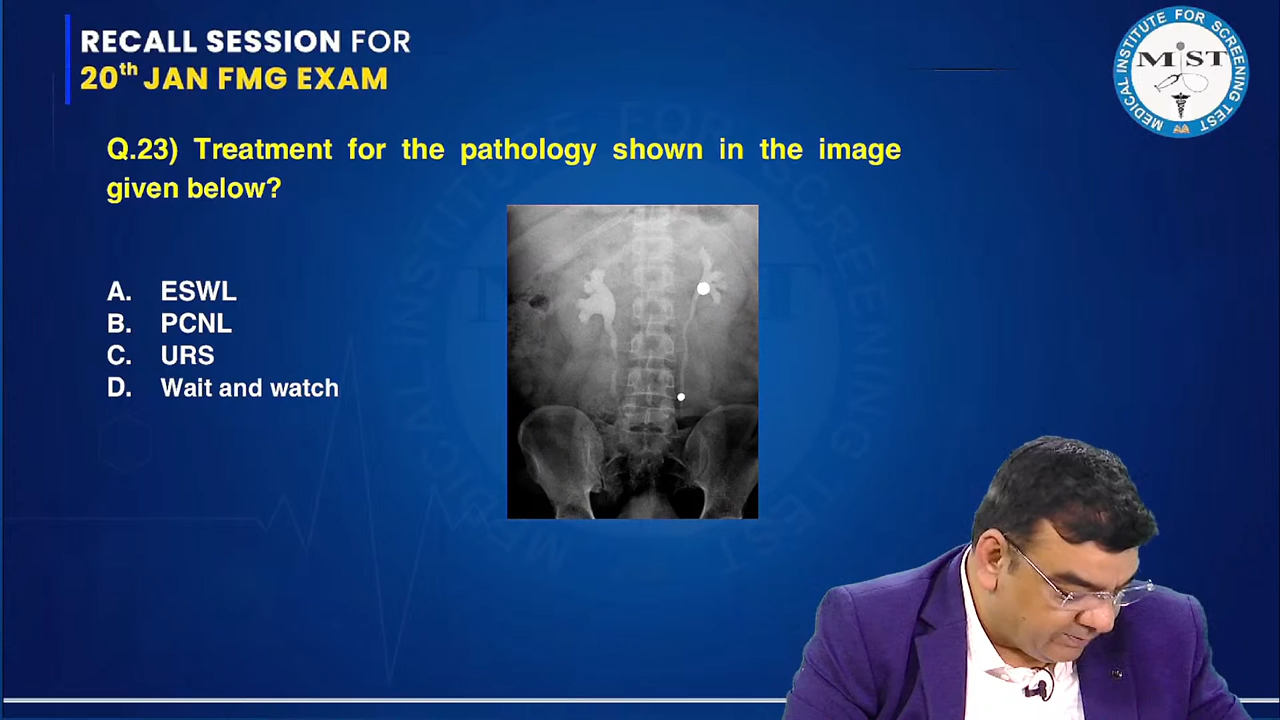 RECALL SESSION FOR
20th JAN FMG EXAM
MEDICAL INSTITUTE FOR SCREENING TEST
MIST
Q.23) Treatment for the pathology shown in the image
given below?
A. ESWL
B. PCNL
C. URS
D. Wait and watch